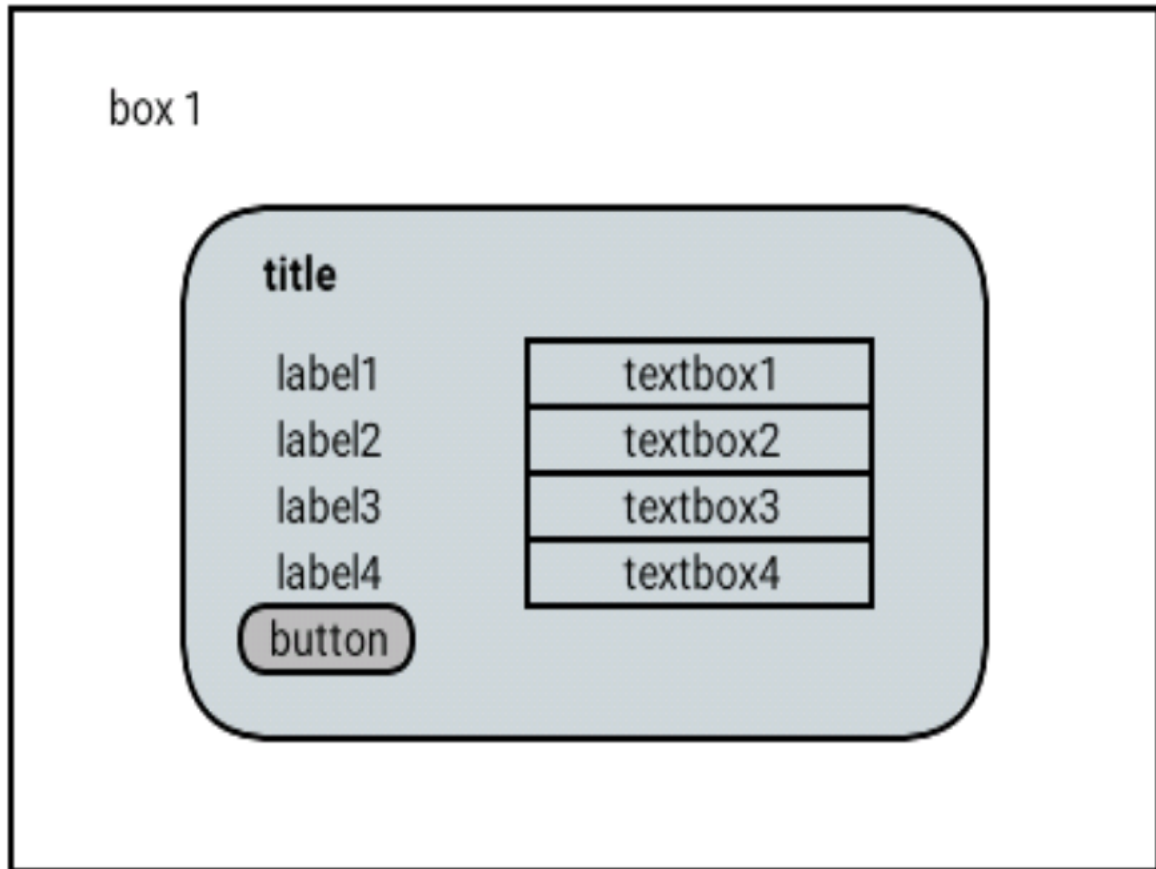 box 1
title
label1 textbox1
label2 textbox2
label3 textbox3
label4 textbox4
button